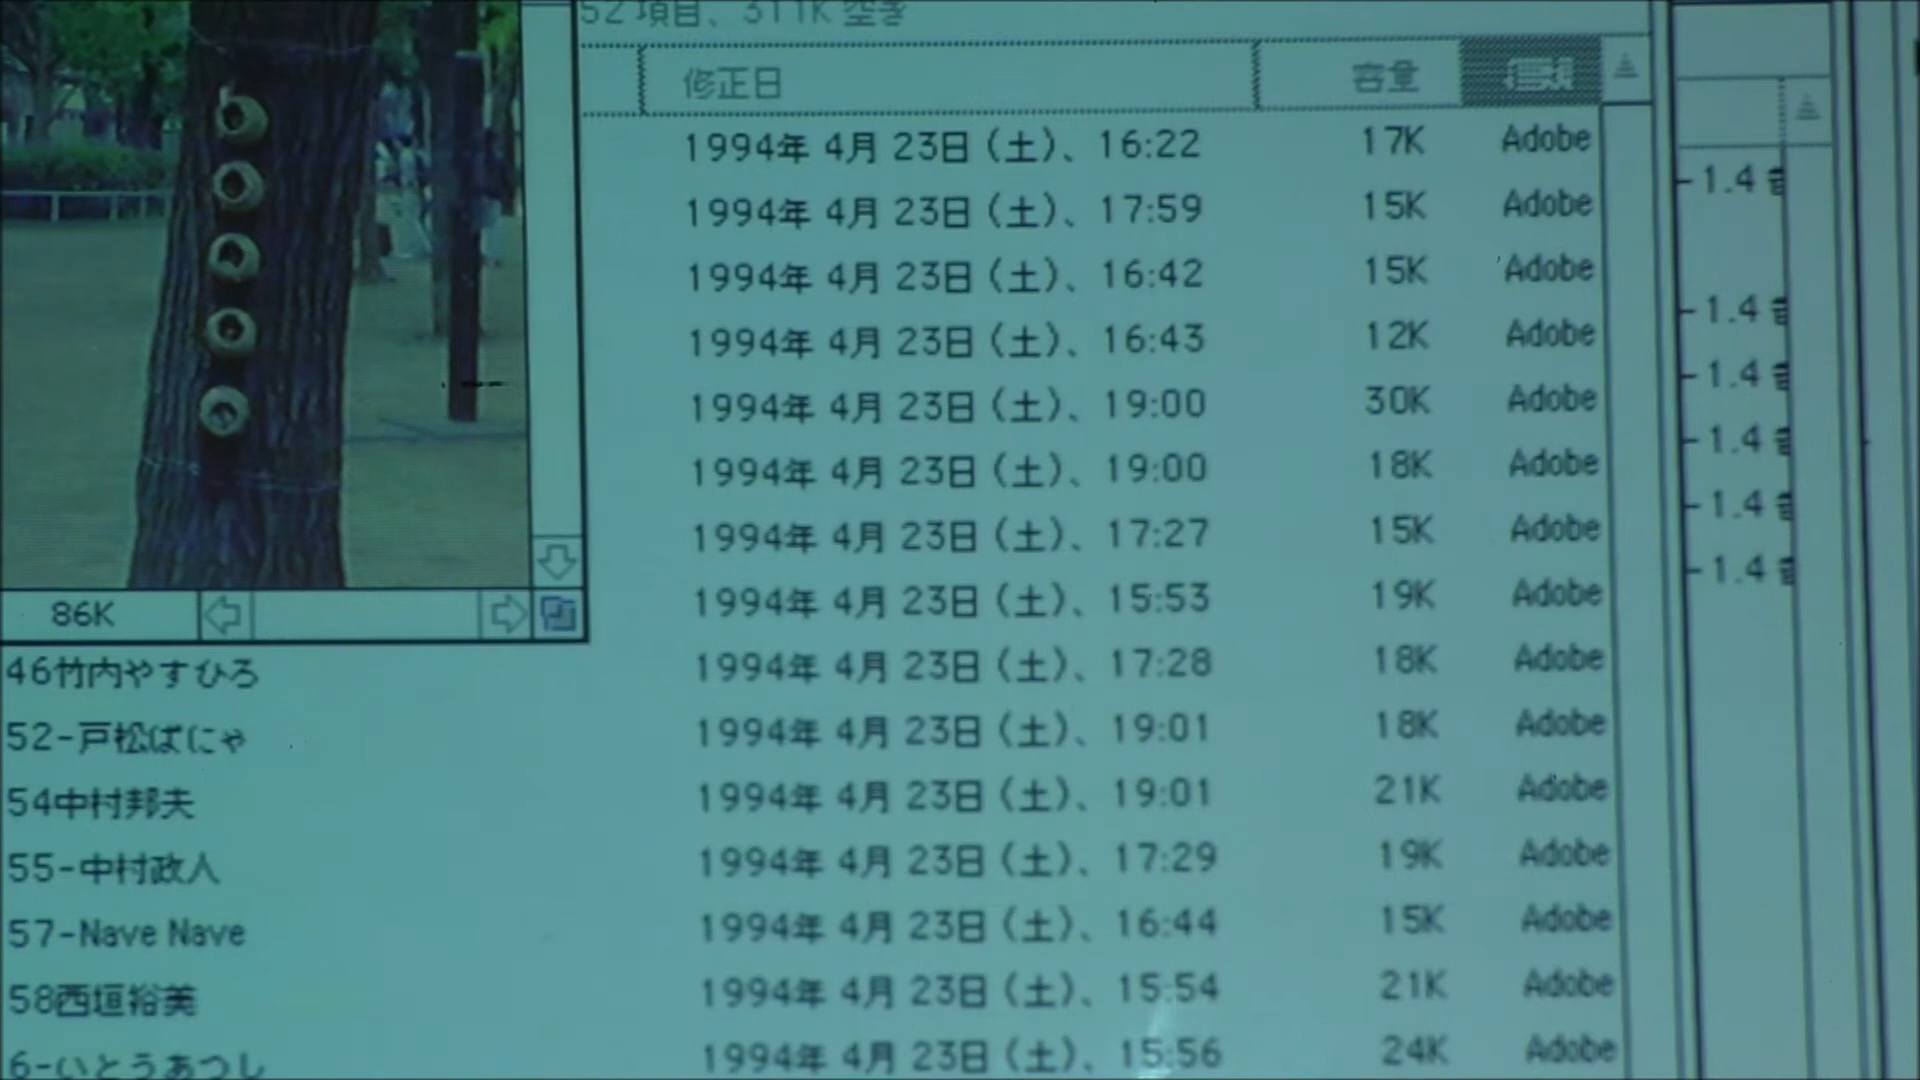 52 項目、311K 空き
修正日 容量
1994年 4月 23日 (土)、16:22 17K Adobe
1994年 4月 23日 (土)、17:59 15K Adobe
1994年 4月 23日 (土)、16:42 15K Adobe
1994年 4月 23日 (土)、16:43 12K Adobe
1994年 4月 23日 (土)、19:00 30K Adobe
1994年 4月 23日 (土)、19:00 18K Adobe
1994年 4月 23日 (土)、17:27 15K Adobe
86K
1994年 4月 23日 (土)、15:53 19K Adobe
46竹内やすひろ 1994年 4月 23日 (土)、17:28 18K Adobe
52-戸松ばにゃ 1994年 4月 23日 (土)、19:01 18K Adobe
54中村邦夫 1994年 4月 23日 (土)、19:01 21K Adobe
55-中村政人 1994年 4月 23日 (土)、17:29 19K Adobe
57-Nave Nave 1994年 4月 23日 (土)、16:44 15K Adobe
58西垣裕美 1994年 4月 23日 (土)、15:54 21K Adobe
6-いとうあつし 1994年 4月 23日 (土)、15:56 24K Adobe
-1.4
-1.4
-1.4
-1.4
-1.4
-1.4